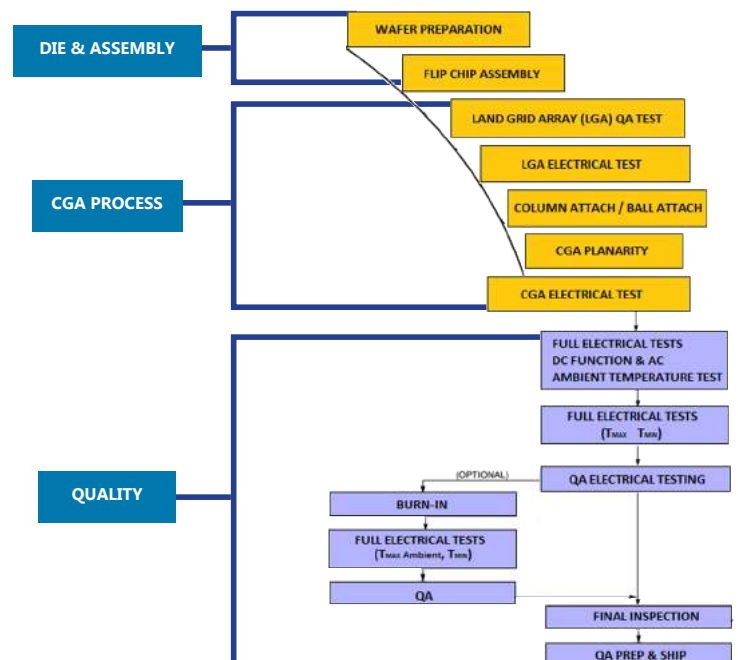 WAFER PREPARATION
DIE & ASSEMBLY
FLIP CHIP ASSEMBLY
LAND GRID ARRAY (LGA) QA TEST
LGA ELECTRICAL TEST
CGA PROCESS
COLUMN ATTACH / BALL ATTACH
CGA PLANARITY
CGA ELECTRICAL TEST
FULL ELECTRICAL TESTS
DC FUNCTION & AC
AMBIENT TEMPERATURE TEST
FULL ELECTRICAL TESTS
(TMAX TMIN)
(OPTIONAL)
QA ELECTRICAL TESTING
QUALITY
BURN-IN
FULL ELECTRICAL TESTS
(TMAX Ambient, TMIN)
QA
FINAL INSPECTION
QA PREP & SHIP